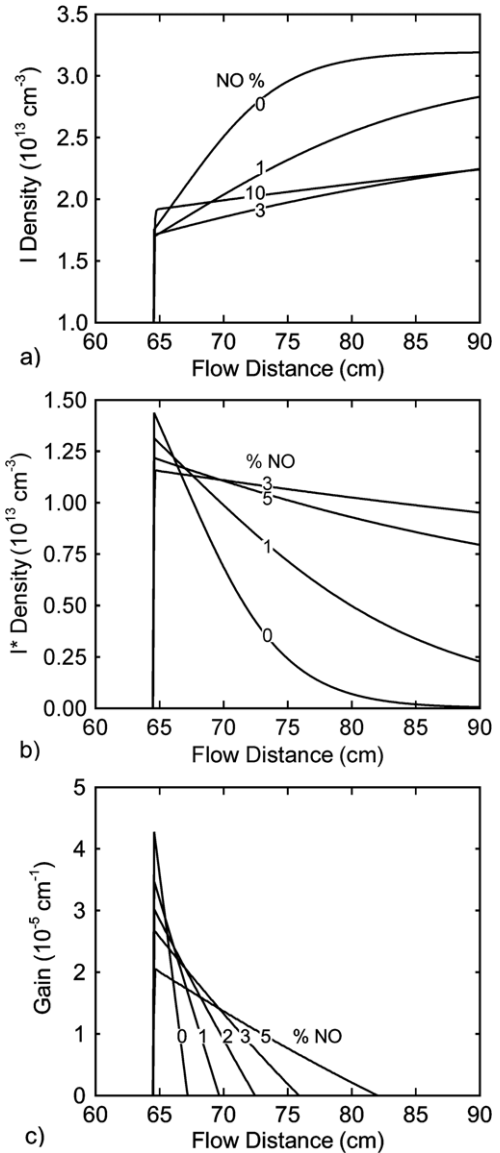 3.5
3.0
2.5
2.0
1.5
1.0
I Density (10¹³ cm⁻³)
NO %
0
1
10
3
60 65 70 75 80 85 90
Flow Distance (cm)
a)
1.50
1.25
1.00
0.75
0.50
0.25
0.00
I* Density (10¹³ cm⁻³)
% NO
3
5
1
0
60 65 70 75 80 85 90
Flow Distance (cm)
b)
5
4
3
2
1
0
Gain (10⁻⁵ cm⁻¹)
0 1 2 3 5 % NO
60 65 70 75 80 85 90
Flow Distance (cm)
c)